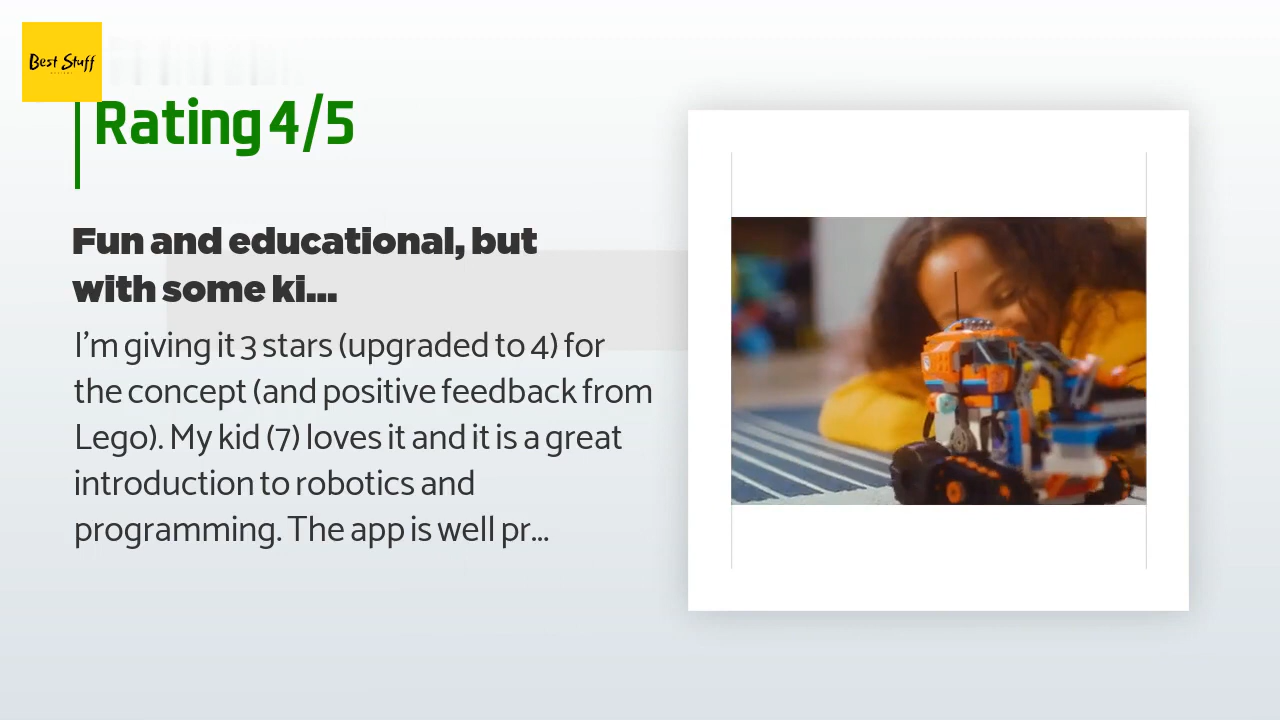 Best Stuff
Rating 4/5
Fun and educational, but
with some ki...
I'm giving it 3 stars (upgraded to 4) for
the concept (and positive feedback from
Lego). My kid (7) loves it and it is a great
introduction to robotics and
programming. The app is well pr...